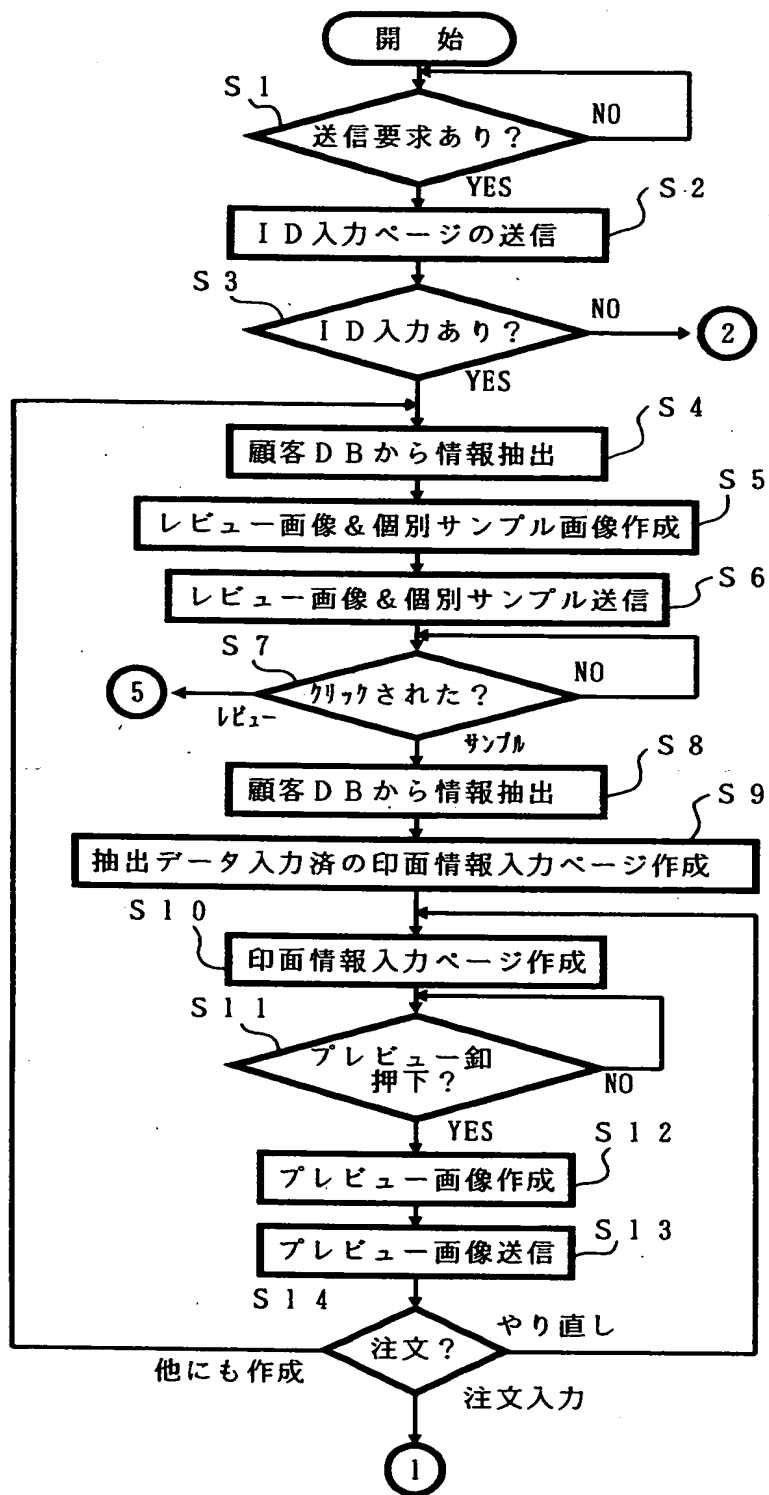 開 始
S1
送信要求あり？
NO
YES
S2
ID入力ページの送信
S3
ID入力あり？
NO
2
YES
S4
顧客DBから情報抽出
S5
レビュー画像&個別サンプル画像作成
S6
レビュー画像&個別サンプル送信
S7
クリックされた？
NO
5
レビュー
サンプル
S8
顧客DBから情報抽出
S9
抽出データ入力済の印面情報入力ページ作成
S10
印面情報入力ページ作成
S11
プレビュー釦
押下？
NO
YES
S12
プレビュー画像作成
S13
プレビュー画像送信
S14
注文？
やり直し
他にも作成
注文入力
1